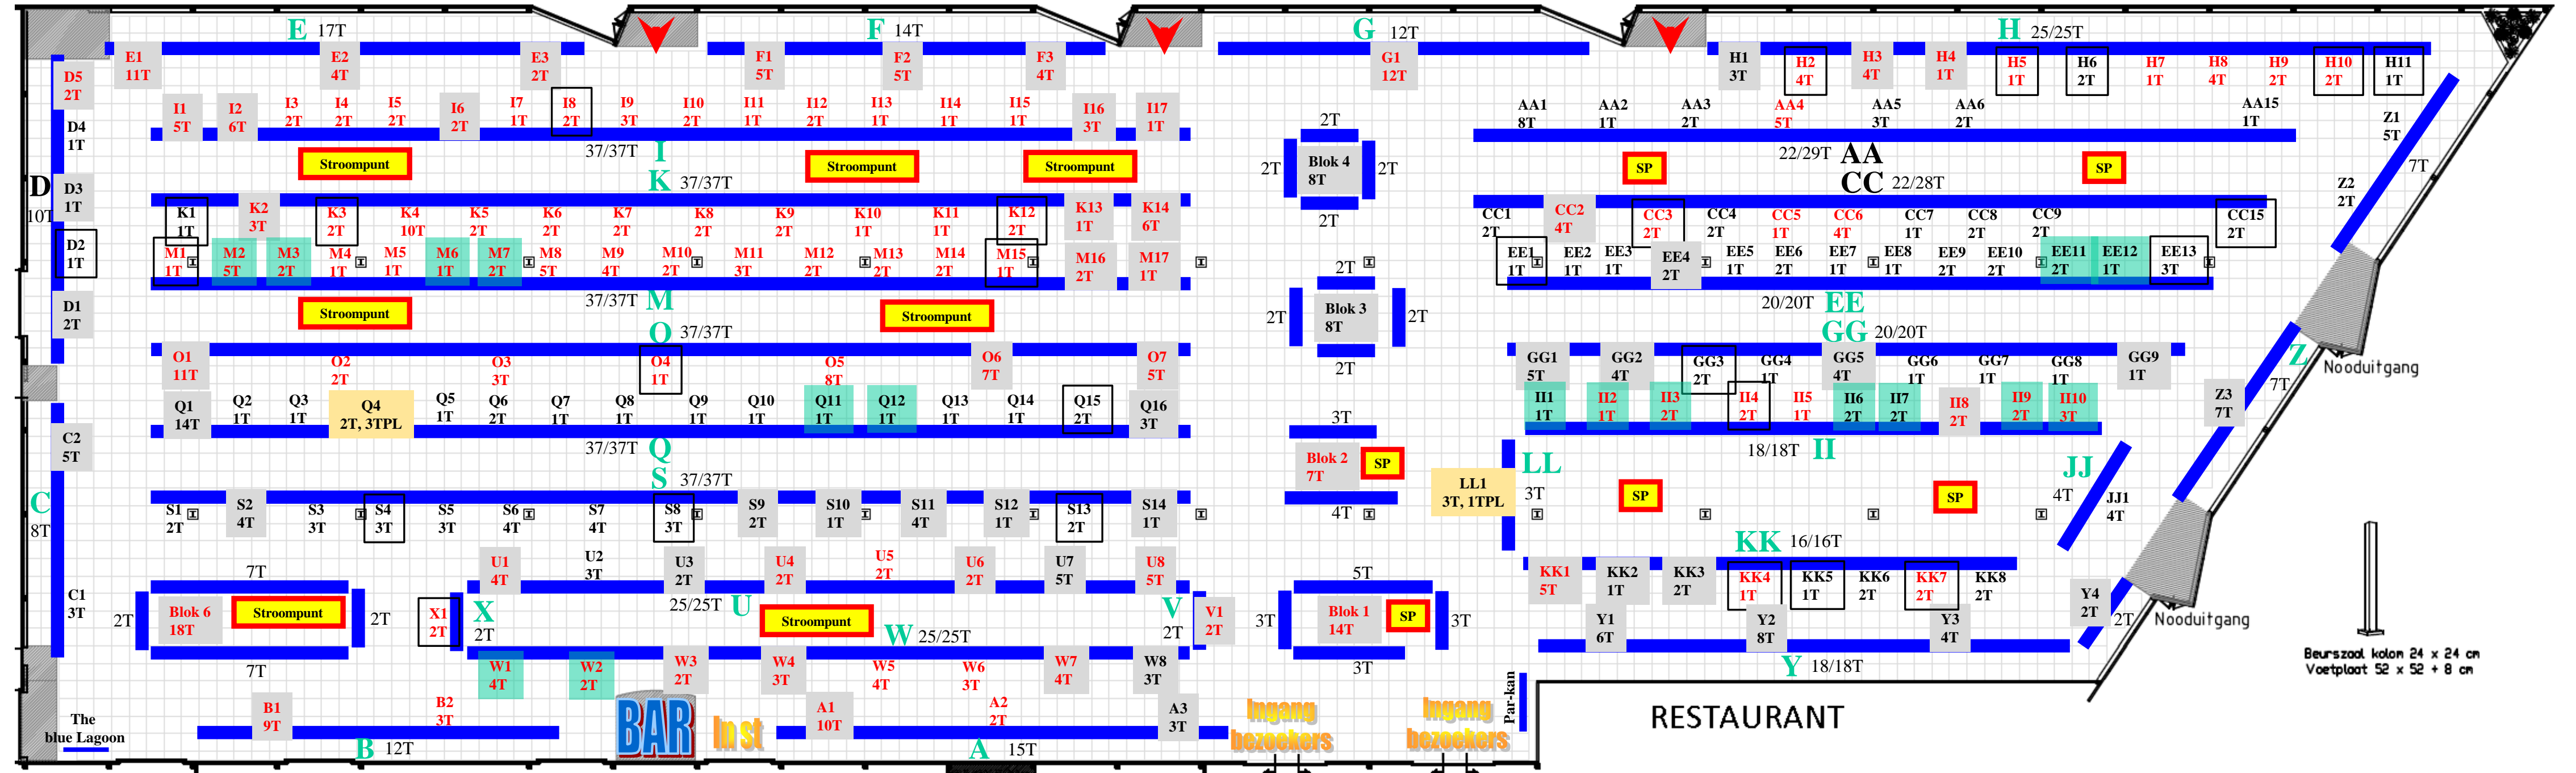 E 17T
F 14T
G 12T
H 25/25T
E1 11T
E2 4T
E3 2T
F1 5T
F2 5T
F3 4T
G1 12T
H1 3T
H2 4T
H3 4T
H4 1T
H5 1T
H6 2T
H7 1T
H8 4T
H9 2T
H10 2T
H11 1T
D5 2T
D4 1T
D3 1T
D 10T
D2 1T
D1 2T
I1 5T
I2 6T
I3 2T
I4 2T
I5 2T
I6 2T
I7 1T
I8 2T
I9 3T
I10 2T
I11 1T
I12 2T
I13 1T
I14 1T
I15 1T
I16 3T
I17 1T
37/37T I
Stroompunt
Stroompunt
Stroompunt
K 37/37T
K1 1T
K2 3T
K3 2T
K4 10T
K5 2T
K6 2T
K7 2T
K8 2T
K9 2T
K10 1T
K11 1T
K12 2T
K13 1T
K14 6T
M1 1T
M2 5T
M3 2T
M4 1T
M5 1T
M6 1T
M7 2T
M8 5T
M9 4T
M10 2T
M11 3T
M12 2T
M13 2T
M14 2T
M15 1T
M16 2T
M17 1T
37/37T M
Stroompunt
Stroompunt
O 37/37T
O1 11T
O2 2T
O3 3T
O4 1T
O5 8T
O6 7T
O7 5T
Q1 14T
Q2 1T
Q3 1T
Q4 2T, 3TPL
Q5 1T
Q6 2T
Q7 1T
Q8 1T
Q9 1T
Q10 1T
Q11 1T
Q12 1T
Q13 1T
Q14 1T
Q15 2T
Q16 3T
37/37T Q
S 37/37T
C2 5T
C 8T
C1 3T
S1 2T
S2 4T
S3 3T
S4 3T
S5 3T
S6 4T
S7 4T
S8 3T
S9 2T
S10 1T
S11 4T
S12 1T
S13 2T
S14 1T
U1 4T
U2 3T
U3 2T
U4 2T
U5 2T
U6 2T
U7 5T
U8 5T
25/25T U
7T
2T
Blok 6 18T
Stroompunt
2T
7T
X1 2T
X 2T
Stroompunt
V 2T
V1 2T
W 25/25T
W1 4T
W2 2T
W3 2T
W4 3T
W5 4T
W6 3T
W7 4T
W8 3T
The
blue Lagoon
B1 9T
B2 3T
B 12T
BAR
In st
A1 10T
A2 2T
A3 3T
A 15T
Ingang
bezoekers
Ingang
bezoekers
Par-kan
2T
2T
Blok 4 8T
2T
2T
2T
2T
Blok 3 8T
2T
2T
3T
Blok 2 7T
SP
4T
5T
3T
Blok 1 14T
SP
3T
3T
AA1 8T
AA2 1T
AA3 2T
AA4 5T
AA5 3T
AA6 2T
AA15 1T
22/29T AA
SP
SP
CC 22/28T
CC1 2T
CC2 4T
CC3 2T
CC4 2T
CC5 1T
CC6 4T
CC7 1T
CC8 2T
CC9 2T
CC15 2T
EE1 1T
EE2 1T
EE3 1T
EE4 2T
EE5 1T
EE6 2T
EE7 1T
EE8 1T
EE9 2T
EE10 2T
EE11 2T
EE12 1T
EE13 3T
20/20T EE
GG 20/20T
GG1 5T
GG2 4T
GG3 2T
GG4 1T
GG5 4T
GG6 1T
GG7 1T
GG8 1T
GG9 1T
II1 1T
II2 1T
II3 2T
II4 2T
II5 1T
II6 2T
II7 2T
II8 2T
II9 2T
II10 3T
18/18T II
LL 3T
LL1 3T, 1TPL
SP
SP
JJ 4T
JJ1 4T
KK 16/16T
KK1 5T
KK2 1T
KK3 2T
KK4 1T
KK5 1T
KK6 2T
KK7 2T
KK8 2T
Y1 6T
Y2 8T
Y3 4T
Y4 2T
2T
Y 18/18T
Z1 5T
7T
Z2 2T
Z
7T
Z3 7T
Nooduitgang
Nooduitgang
Beurszaal kolom 24 x 24 cm
Voetplaat 52 x 52 + 8 cm
RESTAURANT